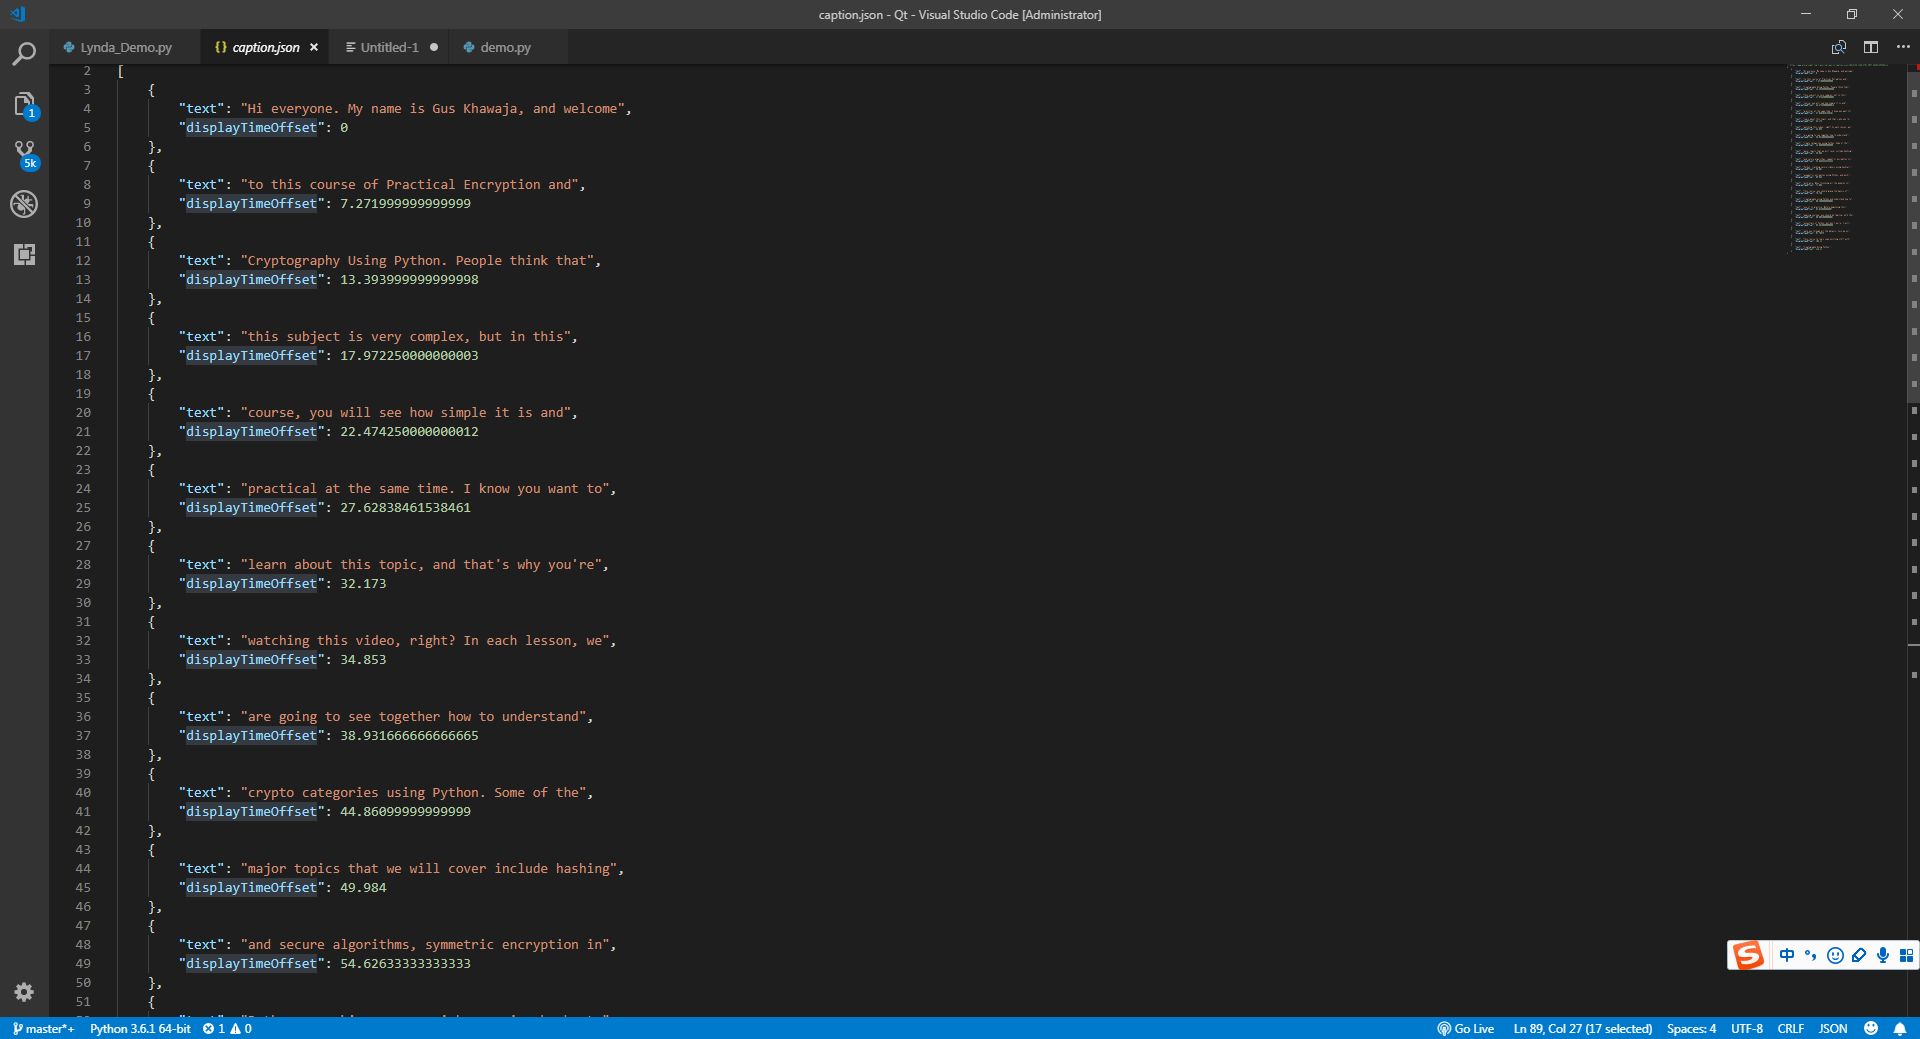 caption.json - Qt - Visual Studio Code [Administrator]
Lynda_Demo.py
{} caption.json ×
Untitled-1 ●
demo.py
1
5k
2 [
3 {
4 "text": "Hi everyone. My name is Gus Khawaja, and welcome",
5 "displayTimeOffset": 0
6 },
7 {
8 "text": "to this course of Practical Encryption and",
9 "displayTimeOffset": 7.271999999999999
10 },
11 {
12 "text": "Cryptography Using Python. People think that",
13 "displayTimeOffset": 13.393999999999998
14 },
15 {
16 "text": "this subject is very complex, but in this",
17 "displayTimeOffset": 17.972250000000003
18 },
19 {
20 "text": "course, you will see how simple it is and",
21 "displayTimeOffset": 22.474250000000012
22 },
23 {
24 "text": "practical at the same time. I know you want to",
25 "displayTimeOffset": 27.62838461538461
26 },
27 {
28 "text": "learn about this topic, and that's why you're",
29 "displayTimeOffset": 32.173
30 },
31 {
32 "text": "watching this video, right? In each lesson, we",
33 "displayTimeOffset": 34.853
34 },
35 {
36 "text": "are going to see together how to understand",
37 "displayTimeOffset": 38.931666666666665
38 },
39 {
40 "text": "crypto categories using Python. Some of the",
41 "displayTimeOffset": 44.86099999999999
42 },
43 {
44 "text": "major topics that we will cover include hashing",
45 "displayTimeOffset": 49.984
46 },
47 {
48 "text": "and secure algorithms, symmetric encryption in",
49 "displayTimeOffset": 54.62633333333333
50 },
51 {
S 中 °,
master*+ Python 3.6.1 64-bit 1 0 Go Live Ln 89, Col 27 (17 selected) Spaces: 4 UTF-8 CRLF JSON